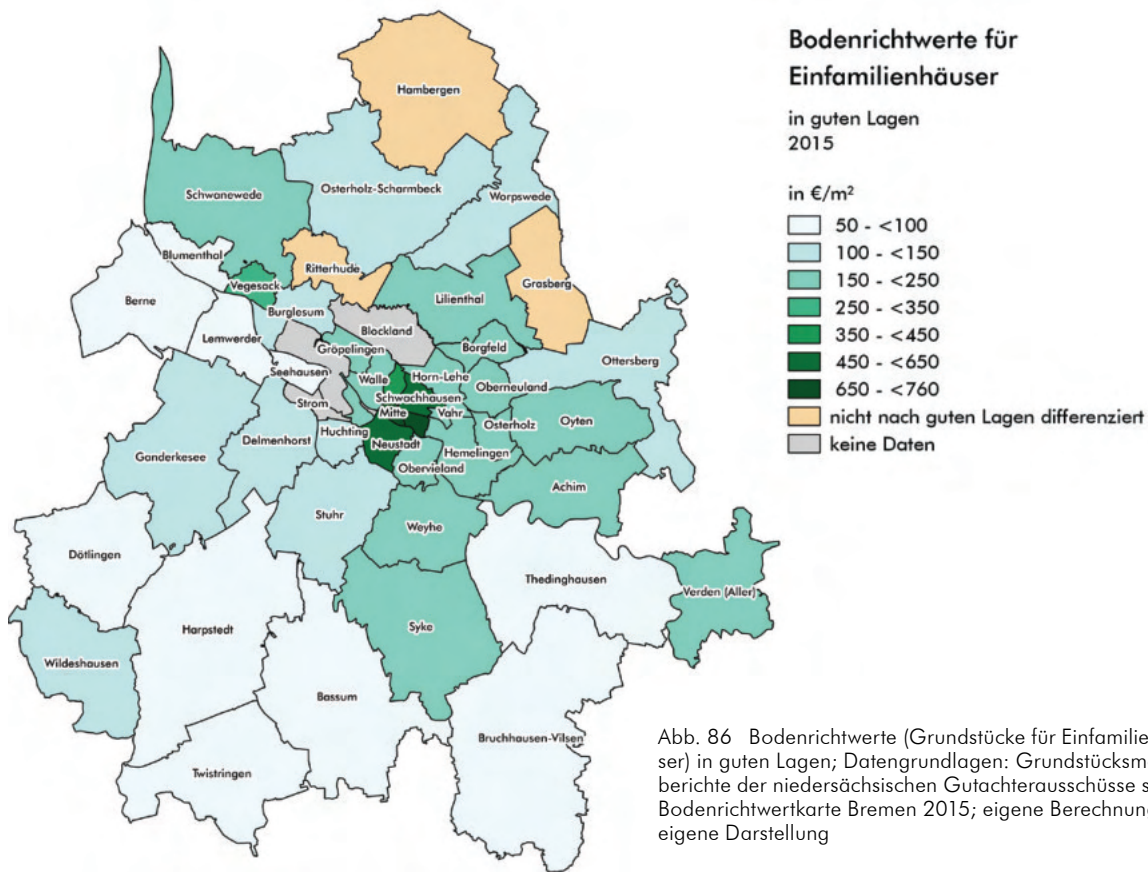 Bodenrichtwerte für
Einfamilienhäuser
in guten Lagen
2015
in €/m²
50 - <100
100 - <150
150 - <250
250 - <350
350 - <450
450 - <650
650 - <760
nicht nach guten Lagen differenziert
keine Daten
Hambergen
Schwanewede
Osterholz-Scharmbeck
Worpswede
Blumenthal
Ritterhude
Vegesack
Grasberg
Berne
Lilienthal
Burglesum
Lemwerder
Blockland
Gröpelingen
Borgfeld
Ottersberg
Seehausen
Walle
Horn-Lehe
Oberneuland
Strom
Schwachhausen
Mitte
Vahr
Osterholz
Oyten
Huchting
Delmenhorst
Ganderkesee
Neustadt
Hemelingen
Obervieland
Achim
Stuhr
Weyhe
Dötlingen
Thedinghausen
Verden (Aller)
Harpstedt
Syke
Wildeshausen
Bassum
Bruchhausen-Vilsen
Twistringen
Abb. 86 Bodenrichtwerte (Grundstücke für Einfamilie
ser) in guten Lagen; Datengrundlagen: Grundstücksm
berichte der niedersächsischen Gutachterausschüsse s
Bodenrichtwertkarte Bremen 2015; eigene Berechnung
eigene Darstellung